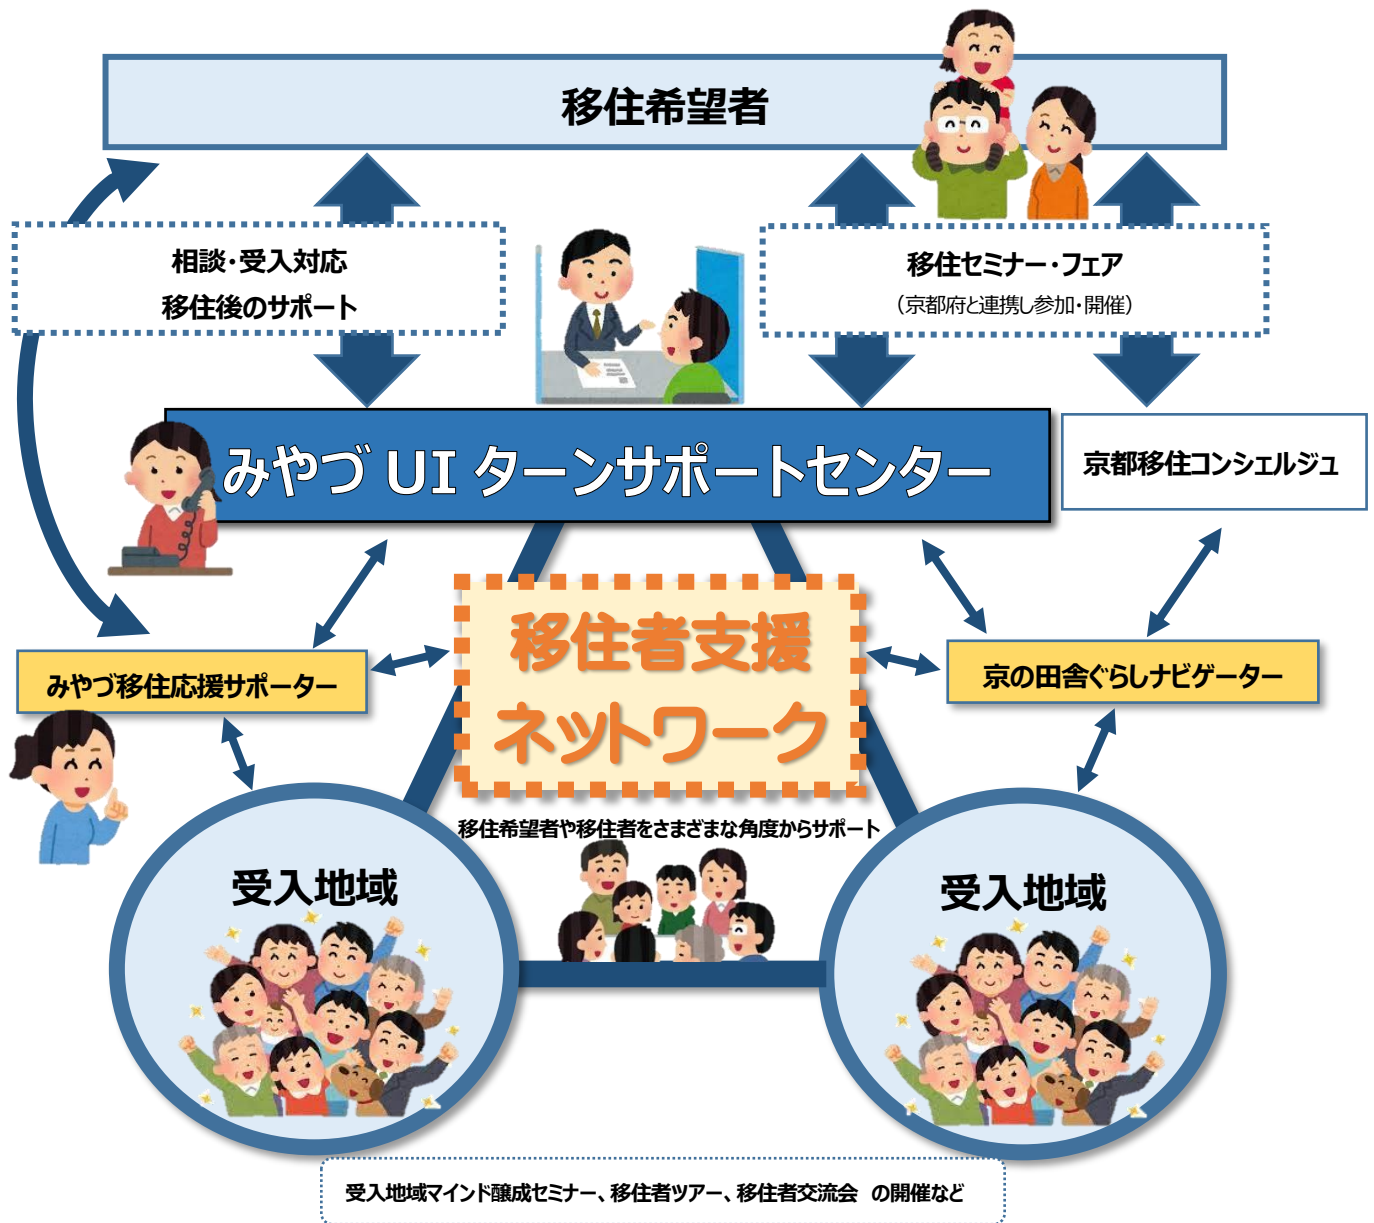 移住希望者
相談・受入対応
移住後のサポート
移住セミナー・フェア
（京都府と連携し参加・開催）
みやづ UI ターンサポートセンター
京都移住コンシェルジュ
移住者支援
ネットワーク
みやづ移住応援サポーター
京の田舎ぐらしナビゲーター
移住希望者や移住者をさまざまな角度からサポート
受入地域
受入地域
受入地域マインド醸成セミナー、移住者ツアー、移住者交流会　の開催など